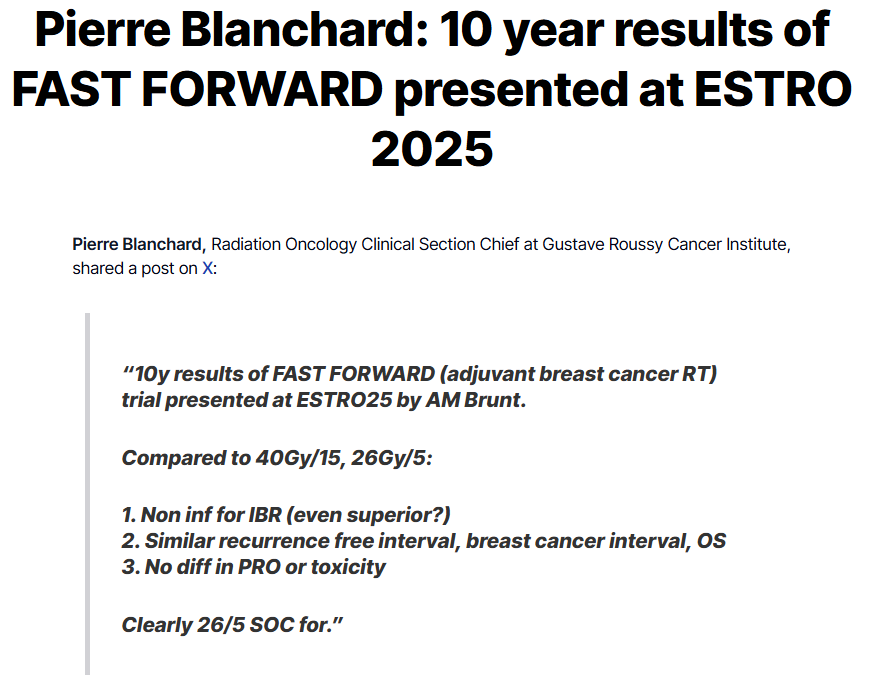 Pierre Blanchard: 10 year results of
FAST FORWARD presented at ESTRO
2025
Pierre Blanchard, Radiation Oncology Clinical Section Chief at Gustave Roussy Cancer Institute,
shared a post on X:
“10y results of FAST FORWARD (adjuvant breast cancer RT)
trial presented at ESTRO25 by AM Brunt.
Compared to 40Gy/15, 26Gy/5:
1. Non inf for IBR (even superior?)
2. Similar recurrence free interval, breast cancer interval, OS
3. No diff in PRO or toxicity
Clearly 26/5 SOC for.”